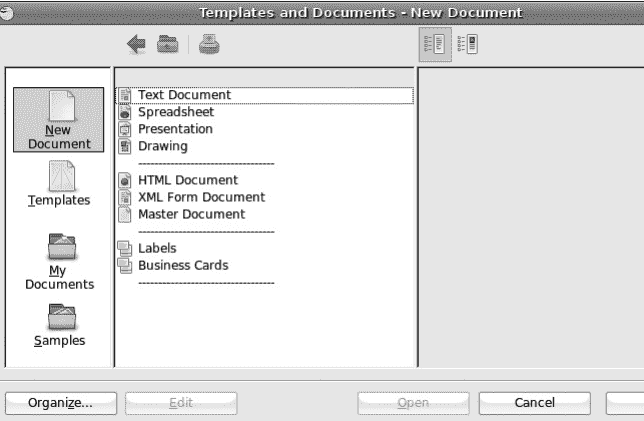 Templates and Documents - New Document
New
Document
Templates
My
Documents
Samples
Text Document
Spreadsheet
Presentation
Drawing
--------------------------------
HTML Document
XML Form Document
Master Document
--------------------------------
Labels
Business Cards
--------------------------------
Organize...
Edit
Open
Cancel